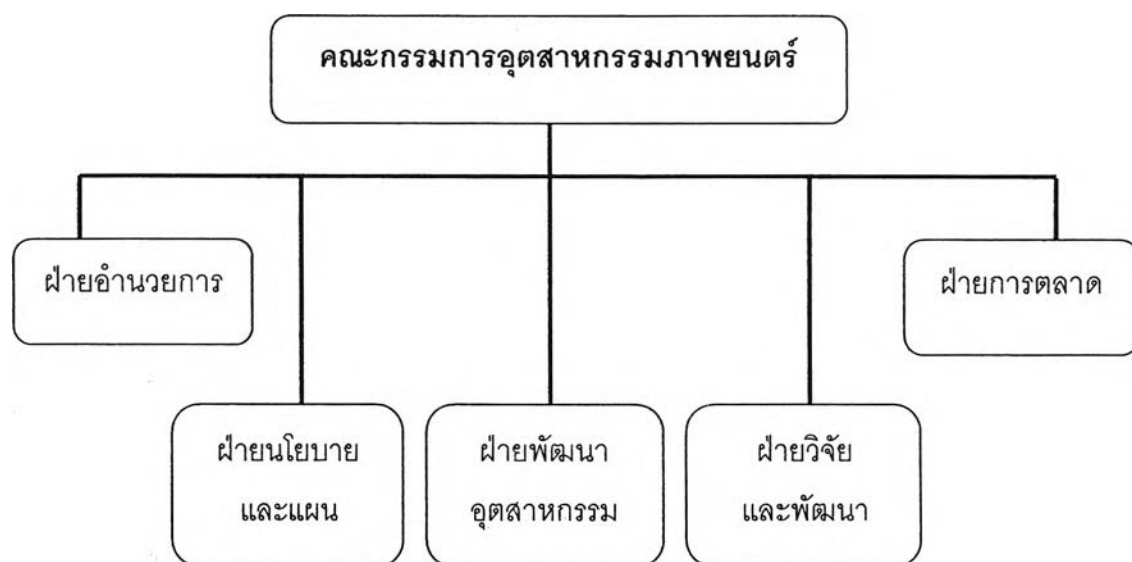 คณะกรรมการอุตสาหกรรมภาพยนตร์
ฝ่ายอำนวยการ
ฝ่ายการตลาด
ฝ่ายนโยบาย
และแผน
ฝ่ายพัฒนา
อุตสาหกรรม
ฝ่ายวิจัย
และพัฒนา